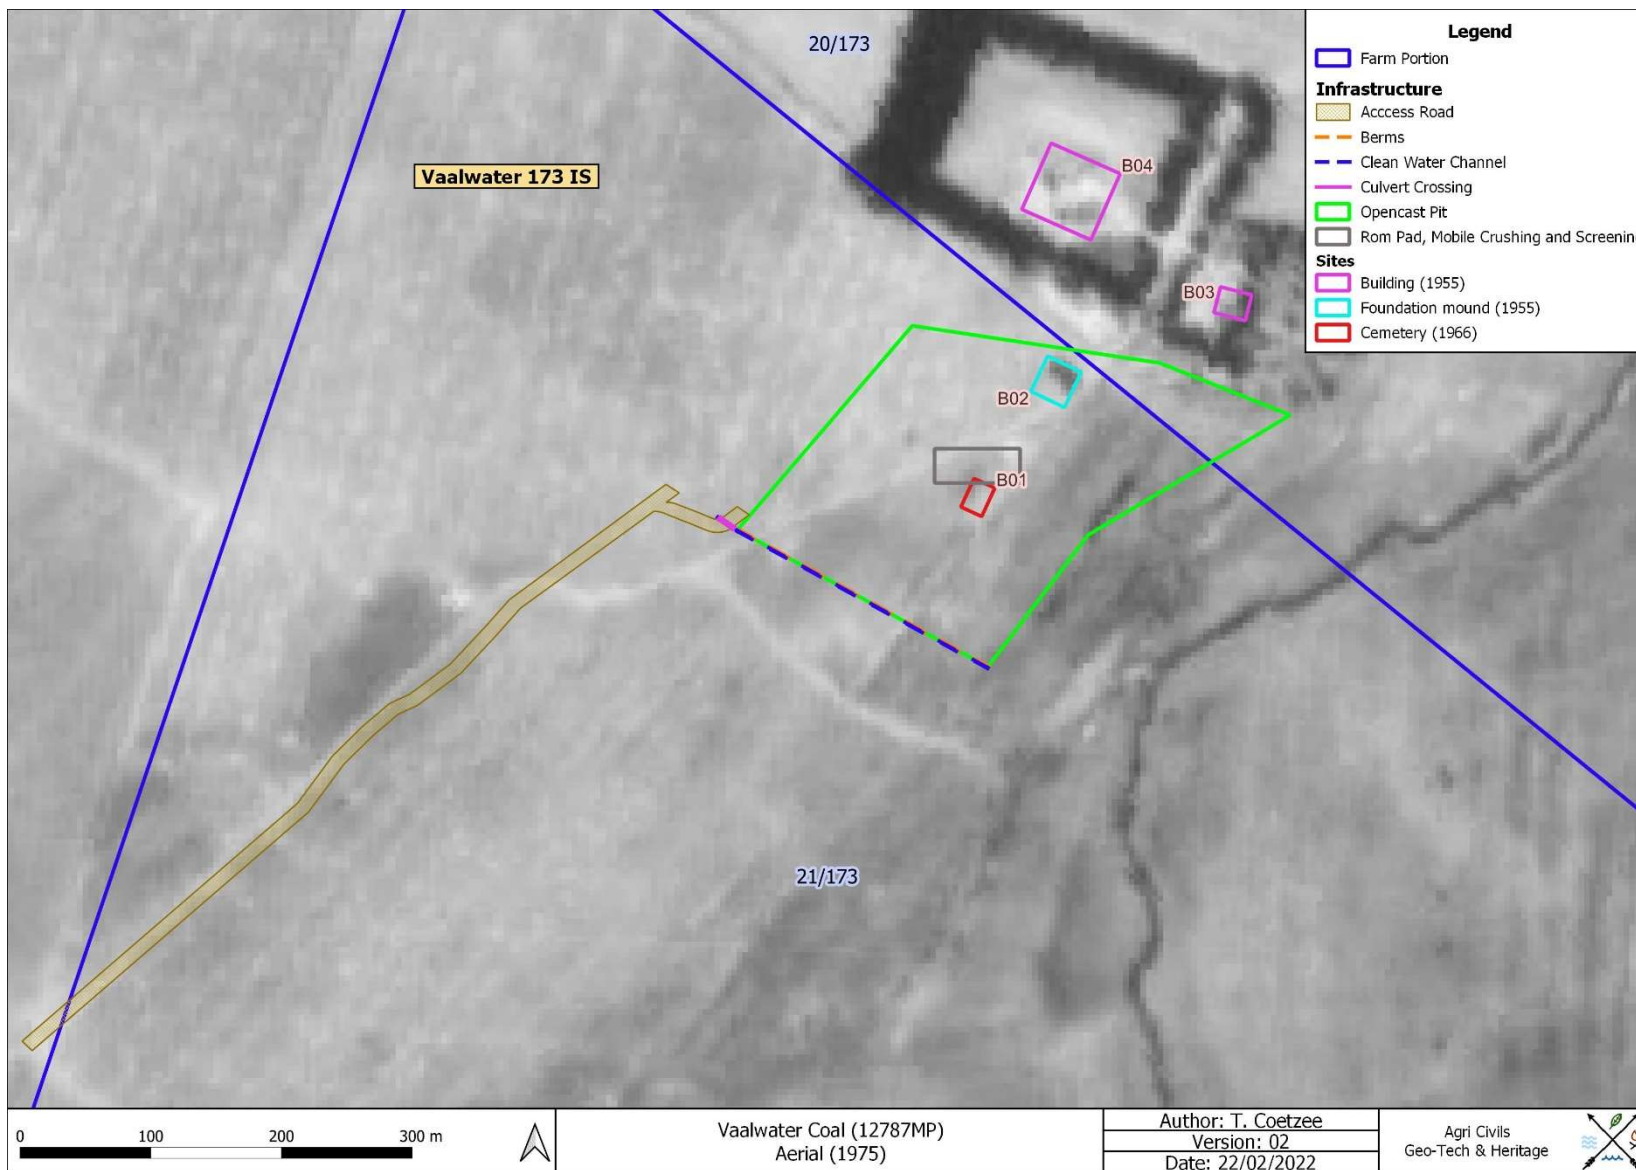 20/173
Vaalwater 173 IS
B04
B03
B02
B01
21/173
Legend
Farm Portion
Infrastructure
Acccess Road
Berms
Clean Water Channel
Culvert Crossing
Opencast Pit
Rom Pad, Mobile Crushing and Screenin
Sites
Building (1955)
Foundation mound (1955)
Cemetery (1966)
0 100 200 300 m
Vaalwater Coal (12787MP)
Aerial (1975)
Author: T. Coetzee
Version: 02
Date: 22/02/2022
Agri Civils
Geo-Tech & Heritage